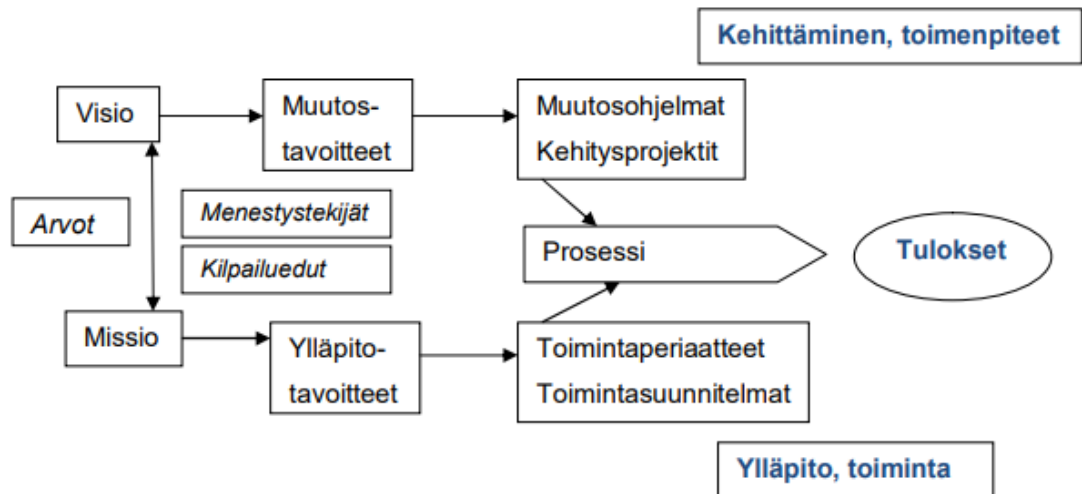 Kehittäminen, toimenpiteet
Visio
Muutos-
tavoitteet
Muutosohjelmat
Kehitysprojektit
Arvot
Menestystekijät
Kilpailuedut
Prosessi
Tulokset
Missio
Ylläpito-
tavoitteet
Toimintaperiaatteet
Toimintasuunnitelmat
Ylläpito, toiminta